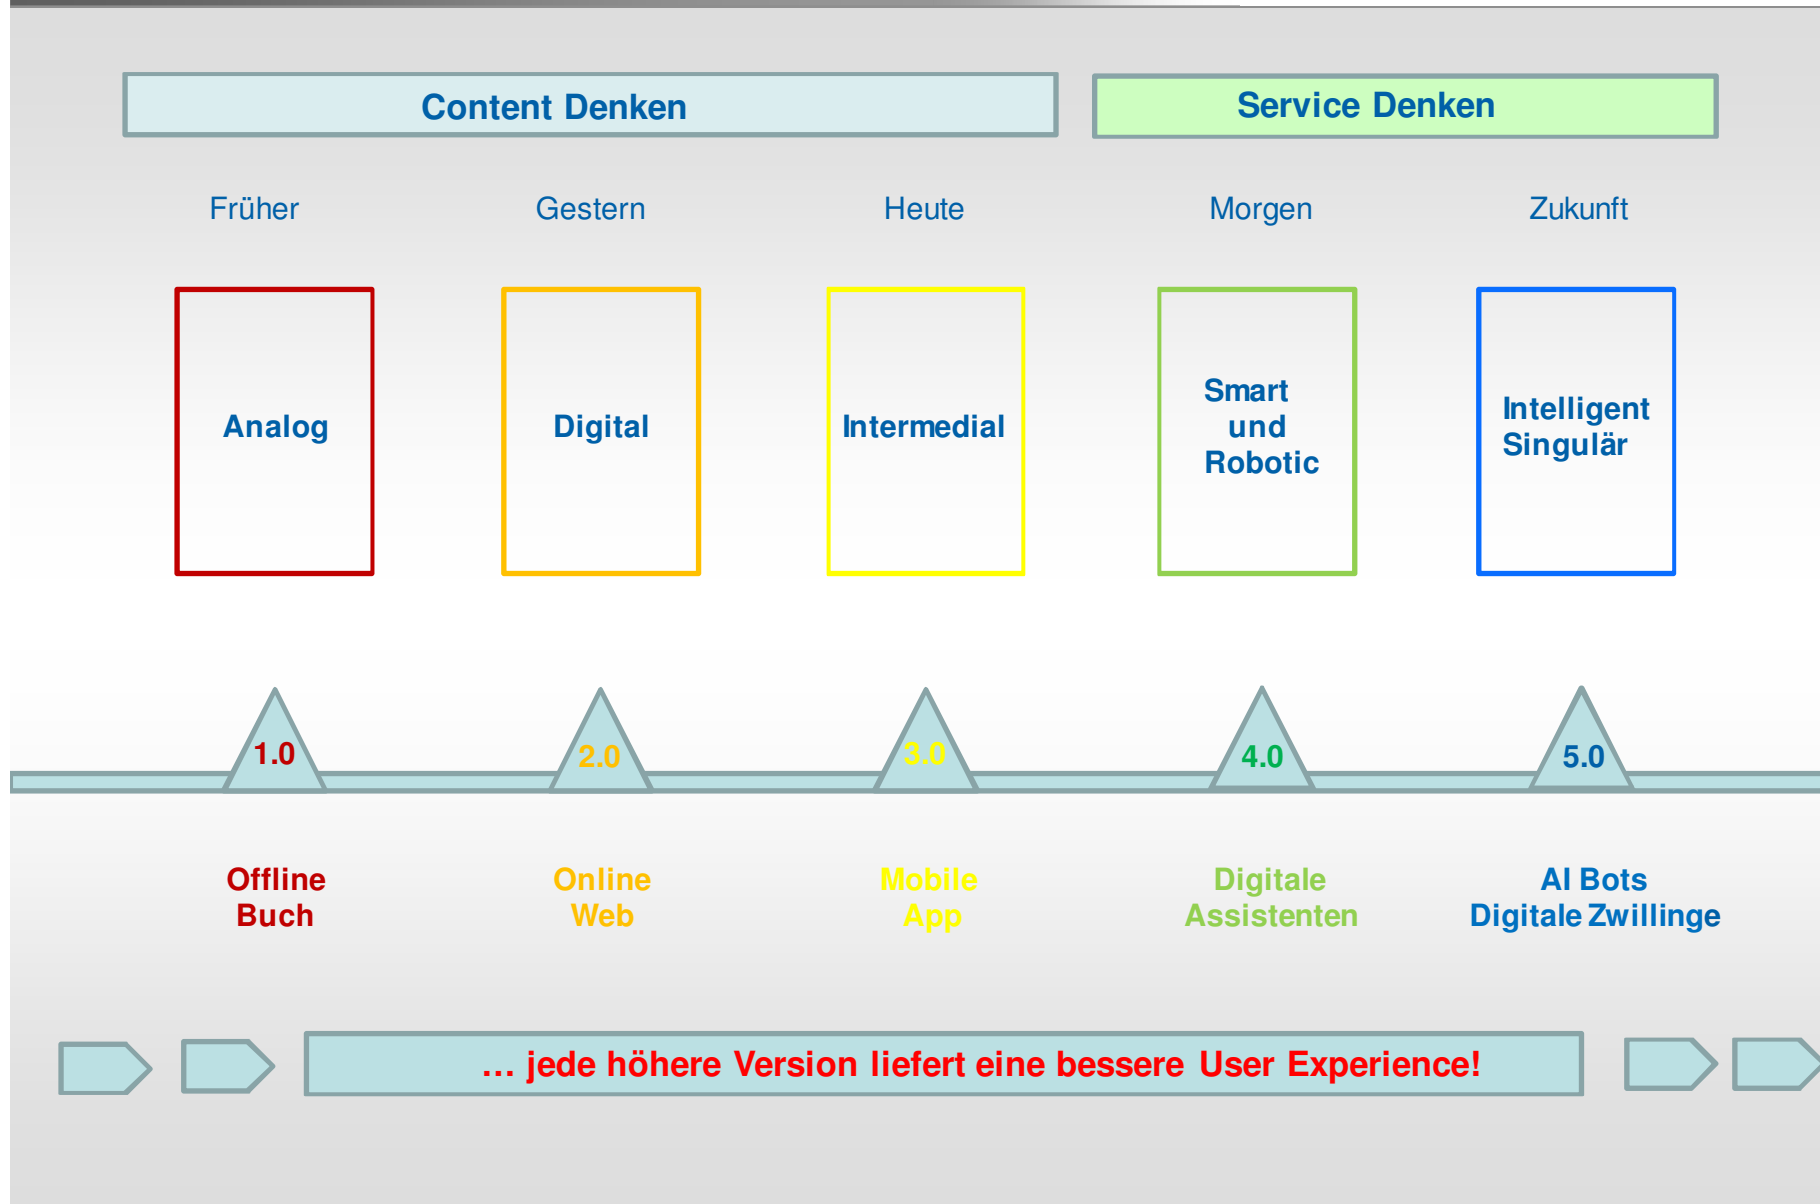 Content Denken
Service Denken
Früher
Gestern
Heute
Morgen
Zukunft
Analog
Digital
Intermedial
Smart
und
Robotic
Intelligent
Singulär
1.0
2.0
3.0
4.0
5.0
Offline
Buch
Online
Web
Mobile
App
Digitale
Assistenten
AI Bots
Digitale Zwillinge
... jede höhere Version liefert eine bessere User Experience!